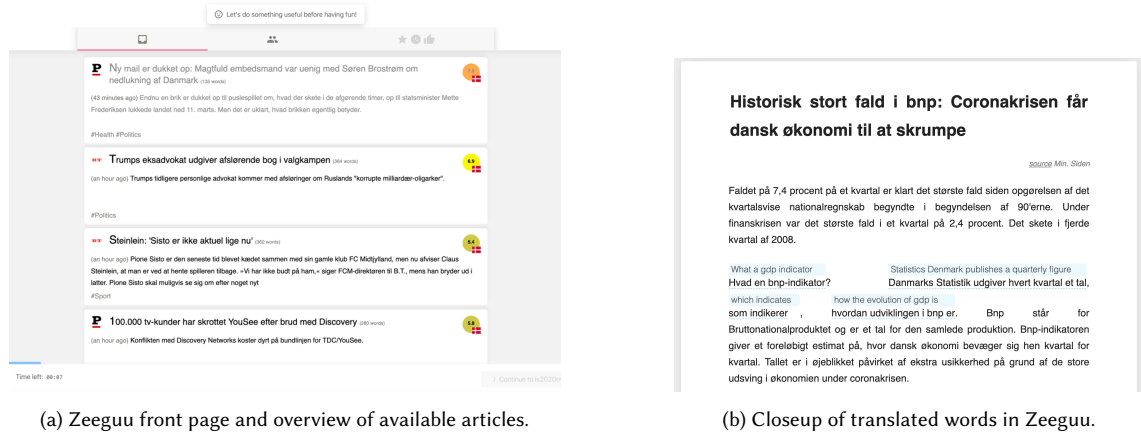 Let's do something useful before having fun!
P Ny mail er dukket op: Magtfuld embedsmand var uenig med Søren Brostrøm om
nedlukning af Danmark (135 words)
(43 minutes ago) Endnu en brik er dukket op til puslespillet om, hvad der skete i de afgørende timer, op til statsminister Mette
Frederiksen lukkede landet ned 11. marts. Men det er uklart, hvad brikken egentlig betyder.
#Health #Politics
Trumps eksadvokat udgiver afslørende bog i valgkampen (364 words)
6.9
(an hour ago) Trumps tidligere personlige advokat kommer med afsløringer om Ruslands "korrupte milliardær-oligarker".
#Politics
Steinlein: 'Sisto er ikke aktuel lige nu' (362 words)
5.4
(an hour ago) Pione Sisto er den seneste tid blevet kædet sammen med sin gamle klub FC Midtjylland, men nu afviser Claus
Steinlein, at man er ved at hente spilleren tilbage. »Vi har ikke budt på ham,« siger FCM-direktøren til B.T., mens han bryder ud i
latter. Pione Sisto skal muligvis se sig om efter noget nyt
#Sport
P 100.000 tv-kunder har skrottet YouSee efter brud med Discovery (280 words)
5.8
(an hour ago) Konflikten med Discovery Networks koster dyrt på bundlinjen for TDC/YouSee.
Time left: 00:07
(a) Zeeguu front page and overview of available articles.
Historisk stort fald i bnp: Coronakrisen får
dansk økonomi til at skrumpe
source Min. Siden
Faldet på 7,4 procent på et kvartal er klart det største fald siden opgørelsen af det
kvartalsvise nationalregnskab begyndte i begyndelsen af 90'erne. Under
finanskrisen var det største fald i et kvartal på 2,4 procent. Det skete i fjerde
kvartal af 2008.
What a gdp indicator Statistics Denmark publishes a quarterly figure
Hvad en bnp-indikator? Danmarks Statistik udgiver hvert kvartal et tal,
which indicates how the evolution of gdp is
som indikerer , hvordan udviklingen i bnp er. Bnp står for
Bruttonationalproduktet og er et tal for den samlede produktion. Bnp-indikatoren
giver et foreløbigt estimat på, hvor dansk økonomi bevæger sig hen kvartal for
kvartal. Tallet er i øjeblikket påvirket af ekstra usikkerhed på grund af de store
udsving i økonomien under coronakrisen.
(b) Closeup of translated words in Zeeguu.